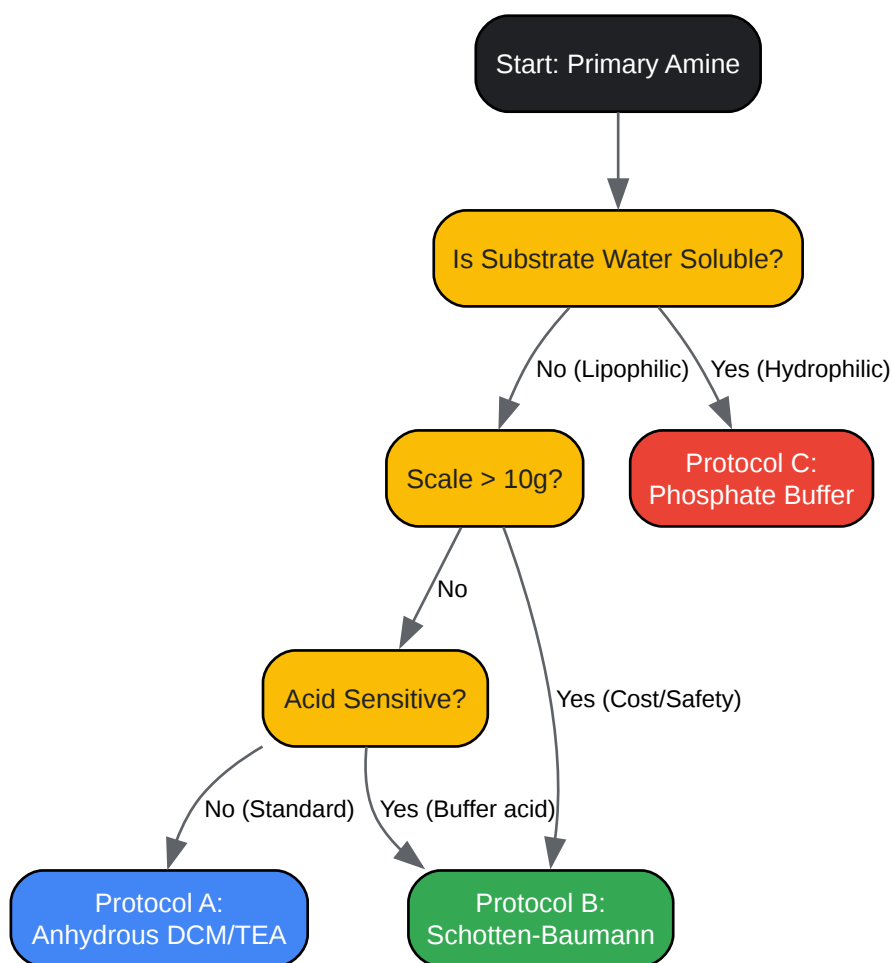 Start: Primary Amine
Is Substrate Water Soluble?
No (Lipophilic)
Yes (Hydrophilic)
Scale > 10g?
Protocol C:
Phosphate Buffer
No
Acid Sensitive?
Yes (Cost/Safety)
No (Standard)
Yes (Buffer acid)
Protocol A:
Anhydrous DCM/TEA
Protocol B:
Schotten-Baumann